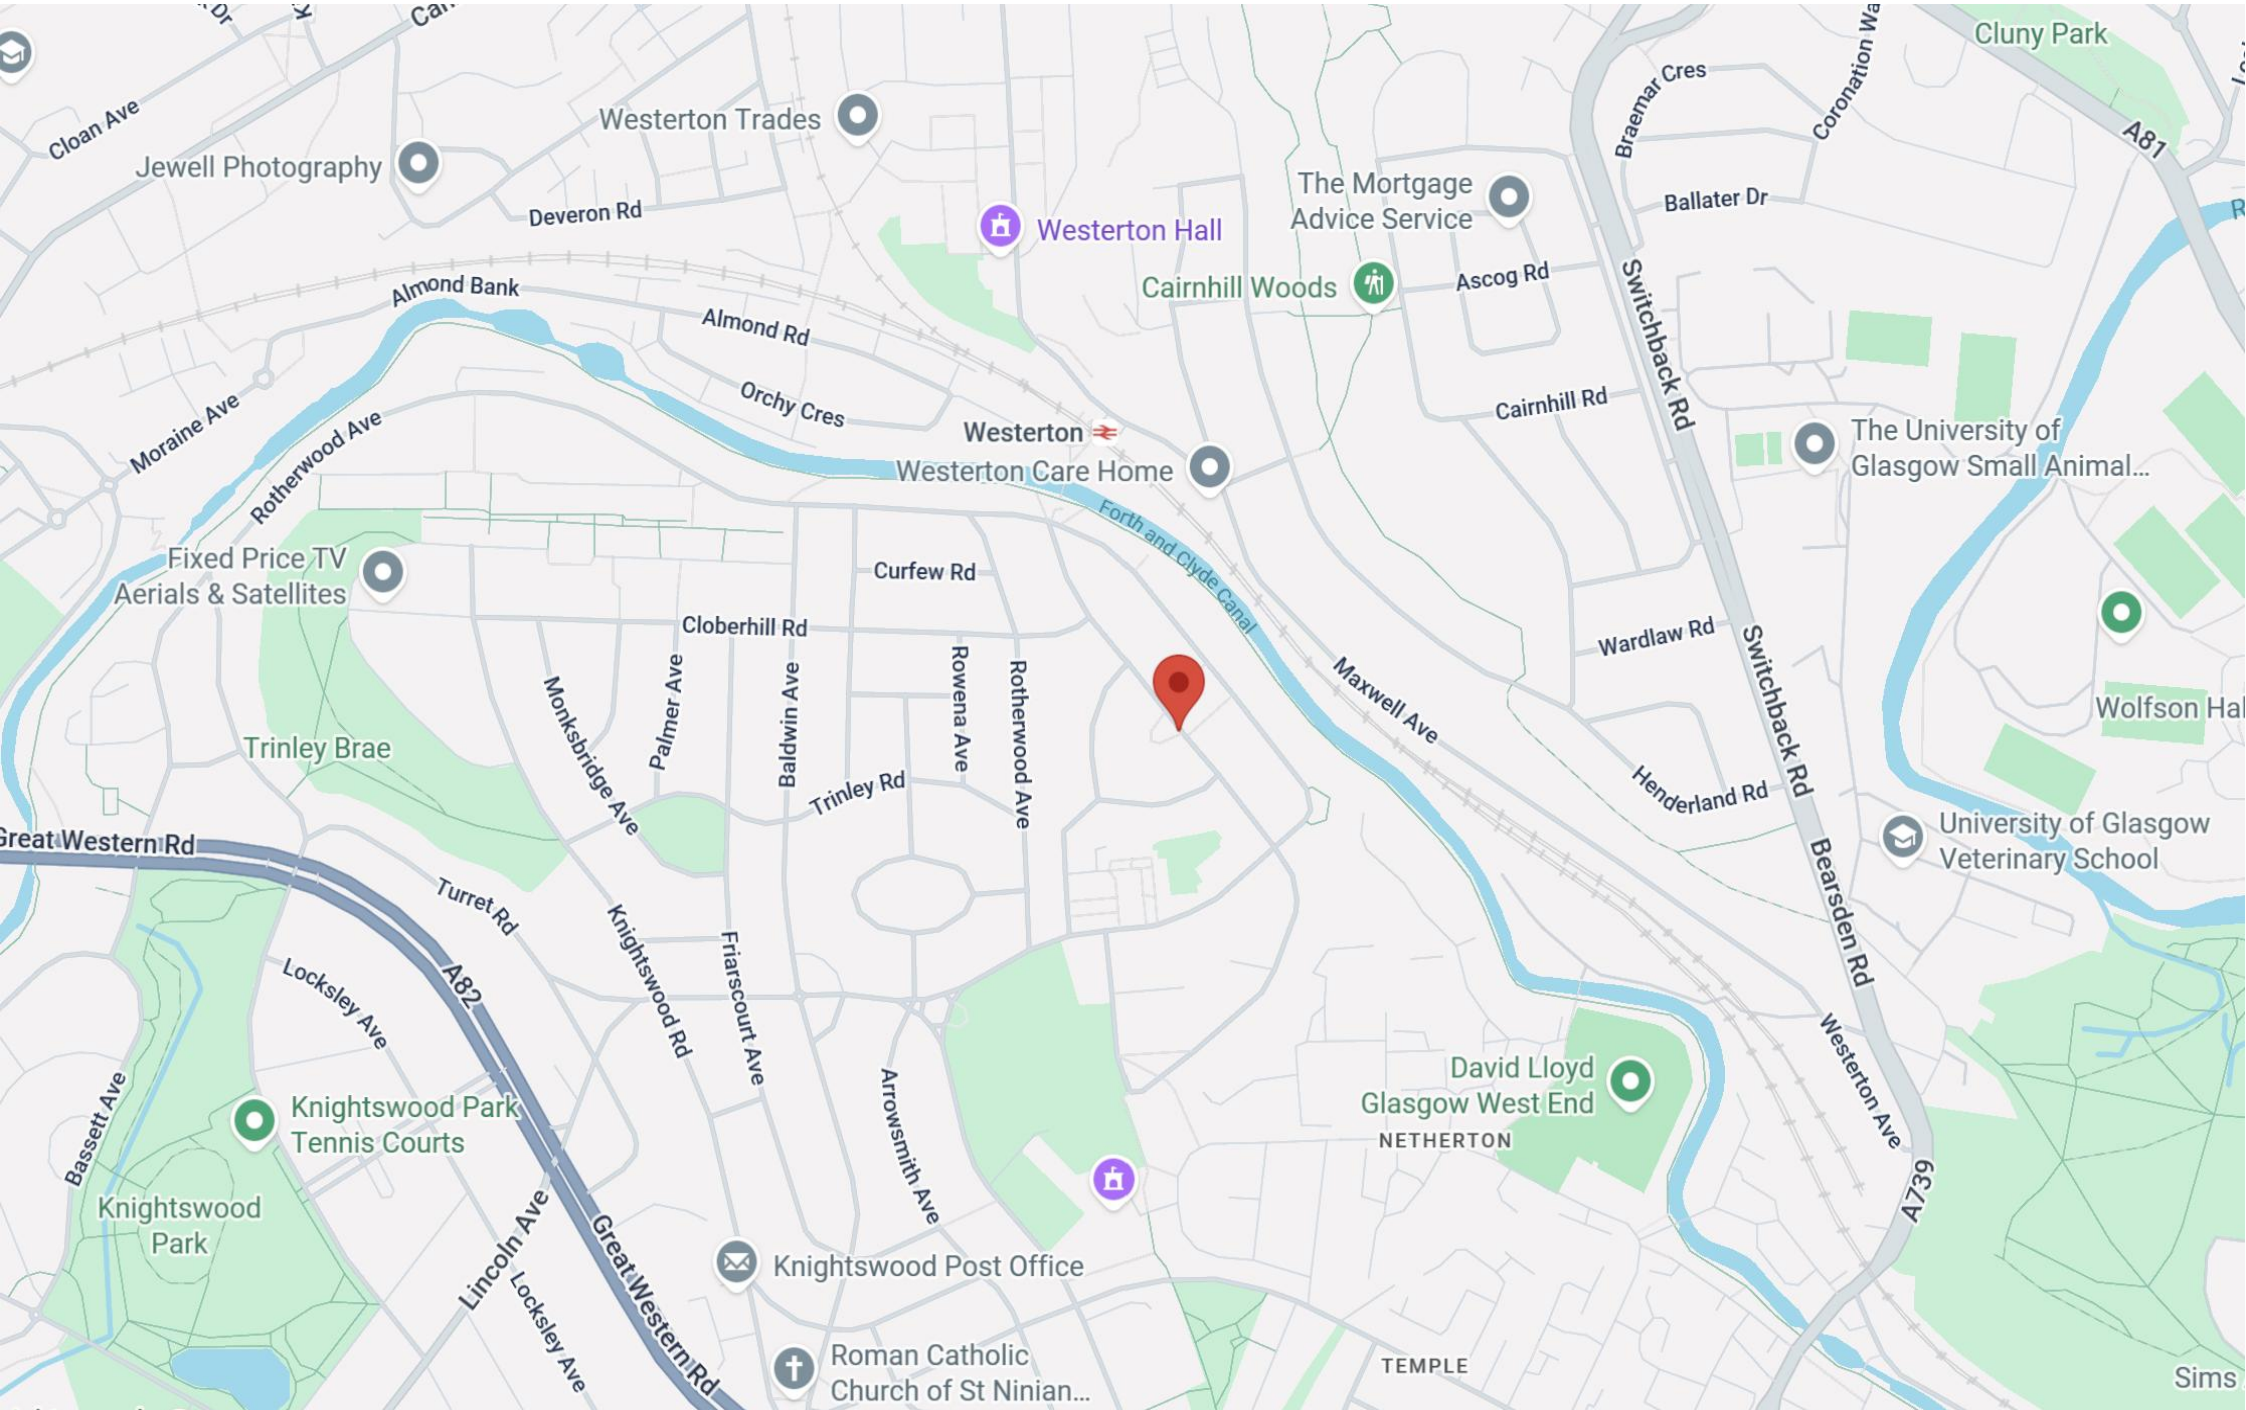 Cloan Ave
Jewell Photography
Deveron Rd
Westerton Trades
Westerton Hall
The Mortgage
Advice Service
Cairnhill Woods
Ascog Rd
Braemar Cres
Coronation Wa
Ballater Dr
Cluny Park
A81
Almond Bank
Almond Rd
Orchy Cres
Moraine Ave
Rotherwood Ave
Westerton
Westerton Care Home
Forth and Clyde Canal
Cairnhill Rd
Switchback Rd
The University of
Glasgow Small Animal...
Fixed Price TV
Aerials & Satellites
Curfew Rd
Cloberhill Rd
Wardlaw Rd
Switchback Rd
Maxwell Ave
Wolfson Hal
Trinley Brae
Monksbridge Ave
Palmer Ave
Baldwin Ave
Rowena Ave
Rotherwood Ave
Trinley Rd
Henderland Rd
University of Glasgow
Veterinary School
Great Western Rd
Turret Rd
Bearsden Rd
Knightswood Rd
Friarscourt Ave
A82
Locksley Ave
Bassett Ave
Knightswood Park
Tennis Courts
Knightswood
Park
Arrowsmith Ave
David Lloyd
Glasgow West End
NETHERTON
Westerton Ave
A739
Lincoln Ave
Locksley Ave
Great Western Rd
Knightswood Post Office
Roman Catholic
Church of St Ninian...
TEMPLE
Sims